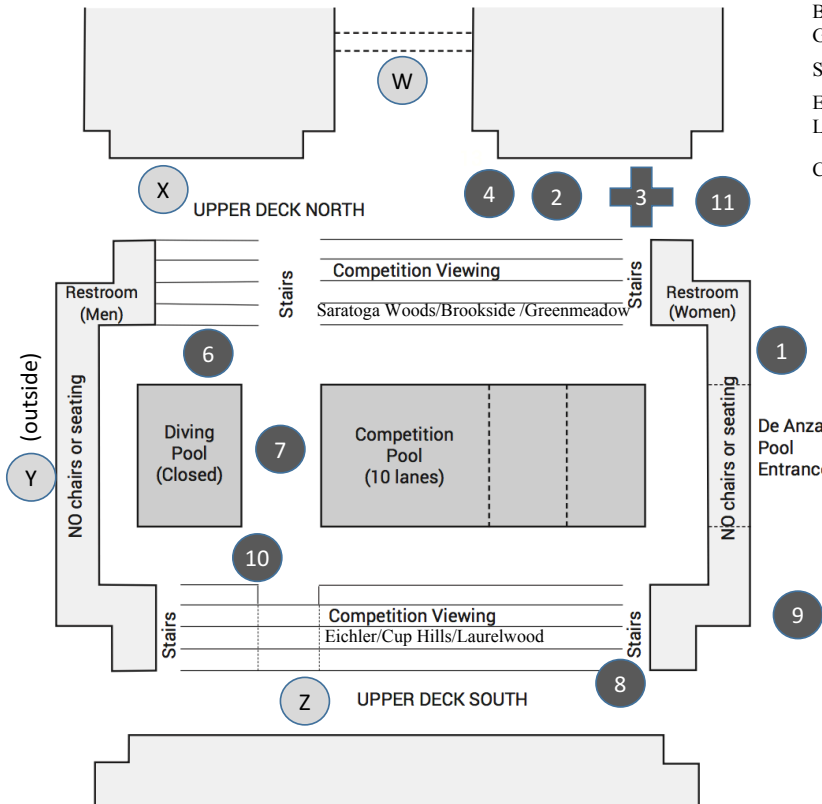 B
G
S
E
L
C
W
X
4
2
3
11
UPPER DECK NORTH
Competition Viewing
Stairs
Stairs
Saratoga Woods/Brookside /Greenmeadow
Restroom
(Men)
Restroom
(Women)
6
1
(outside)
Y
NO chairs or seating
Diving
Pool
(Closed)
7
Competition
Pool
(10 lanes)
NO chairs or seating
De Anza
Pool
Entrance
10
9
Stairs
Competition Viewing
Eichler/Cup Hills/Laurelwood
Stairs
8
Z
UPPER DECK SOUTH